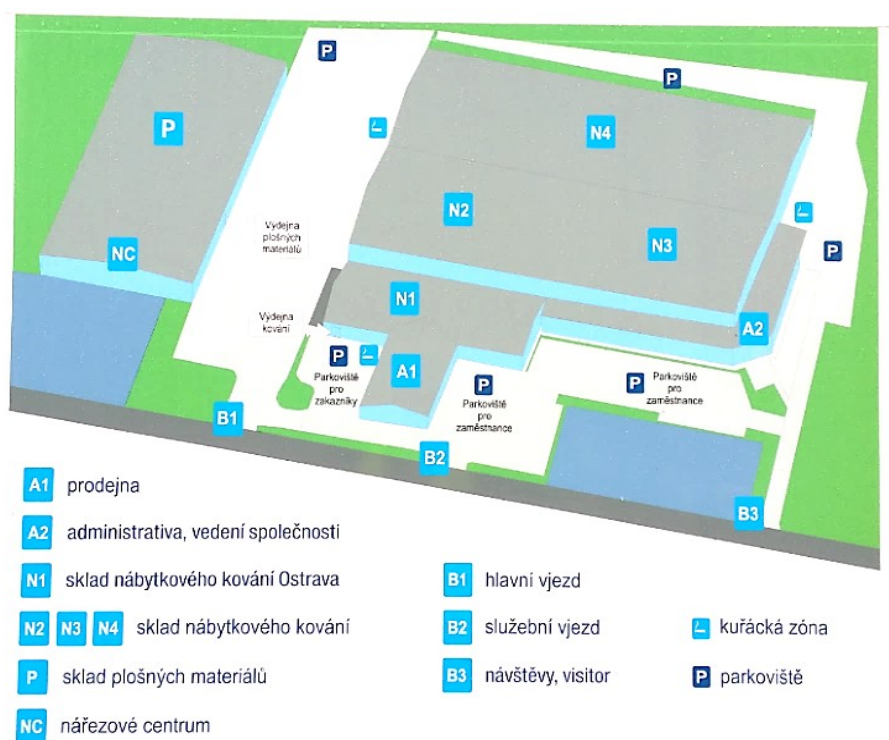 P
P
P
N4
N2
N3
NC
P
Výdejna
plošných
materiálů
N1
Výdejna
kování
A2
P
Parkoviště
pro
zákazníky
A1
P
Parkoviště
pro
zaměstnance
P
Parkoviště
pro
zaměstnance
B1
B2
B3
A1 prodejna
A2 administrativa, vedení společnosti
N1 sklad nábytkového kování Ostrava
N2 N3 N4 sklad nábytkového kování
P sklad plošných materiálů
NC nářezové centrum
B1 hlavní vjezd
B2 služební vjezd
B3 návštěvy, visitor
kuřácká zóna
P parkoviště